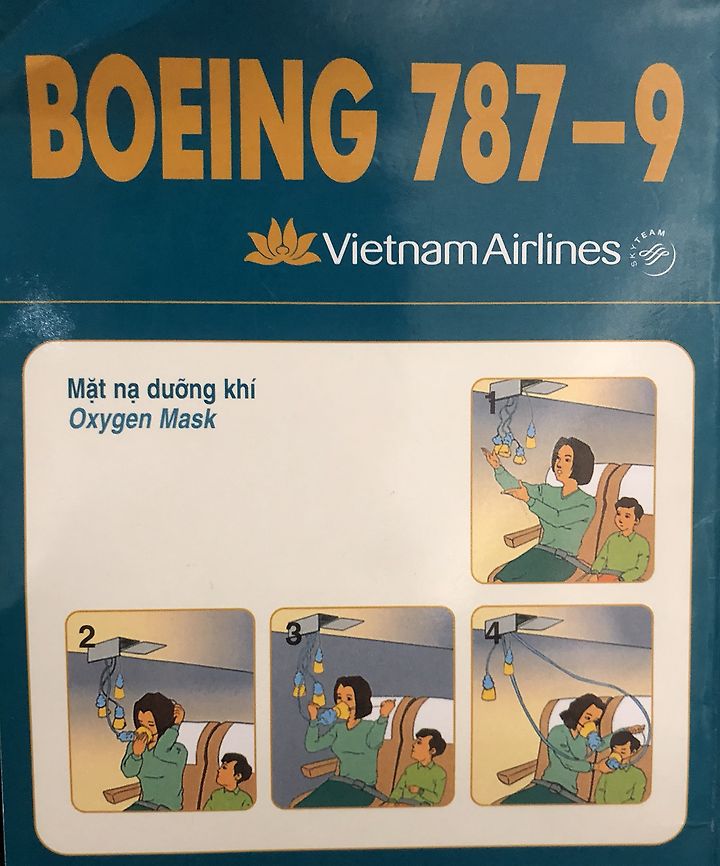 BOEING 787-9
Vietnam Airlines
SKYTEAM
Mặt nạ dưỡng khí
Oxygen Mask
1
2
3
4